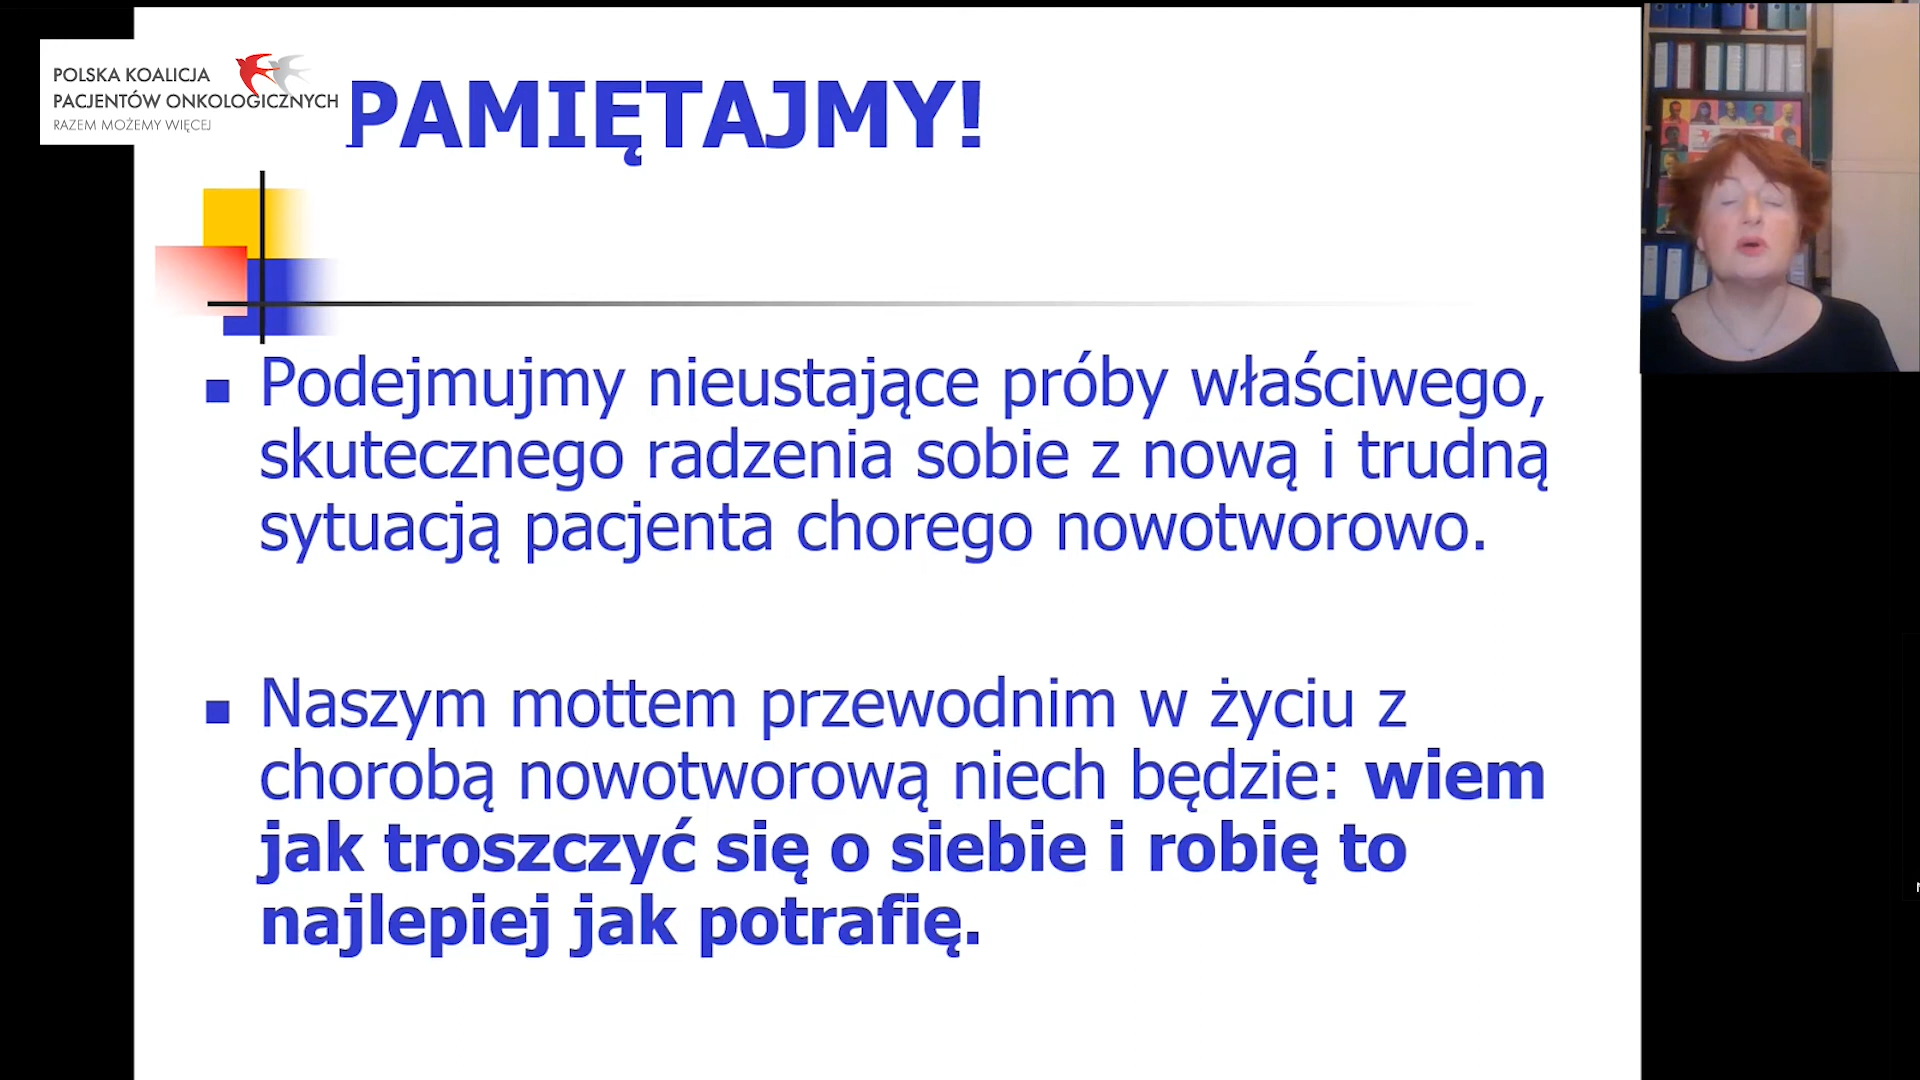 POLSKA KOALICJA
PACJENTÓW ONKOLOGICZNYCH
RAZEM MOŻEMY WIĘCEJ
PAMIĘTAJMY!
Podejmujmy nieustające próby właściwego,
skutecznego radzenia sobie z nową i trudną
sytuacją pacjenta chorego nowotworowo.
Naszym mottem przewodnim w życiu z
chorobą nowotworową niech będzie: wiem
jak troszczyć się o siebie i robię to
najlepiej jak potrafię.